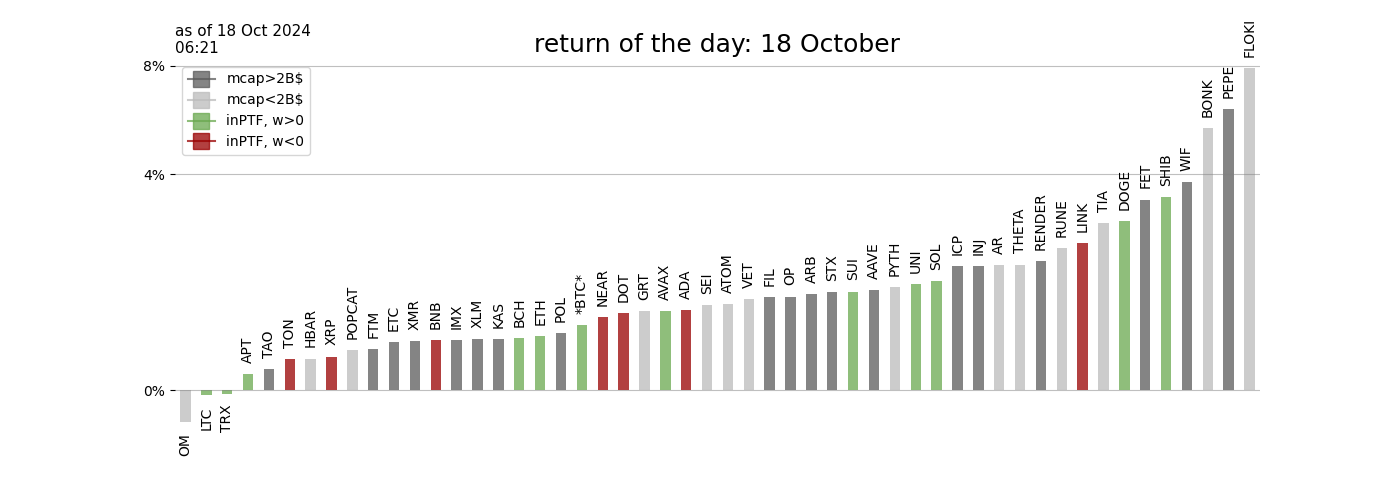 as of 18 Oct 2024
06:21
return of the day: 18 October
8%
4%
0%
mcap>2B$
mcap<2B$
inPTF, w>0
inPTF, w<0
OM
LTC
TRX
APT
TAO
TON
HBAR
XRP
POPCAT
FTM
ETC
XMR
BNB
IMX
XLM
KAS
BCH
ETH
POL
*BTC*
NEAR
DOT
GRT
AVAX
ADA
SEI
ATOM
VET
FIL
OP
ARB
STX
SUI
AAVE
PYTH
UNI
SOL
ICP
INJ
AR
THETA
RENDER
RUNE
LINK
TIA
DOGE
FET
SHIB
WIF
BONK
PEPE
FLOKI